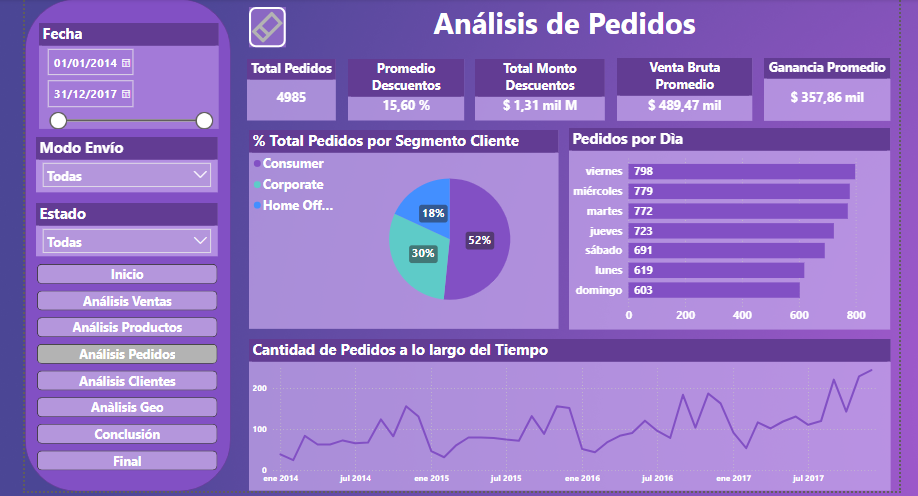 Fecha
01/01/2014
31/12/2017
Modo Envío
Todas
Estado
Todas
Inicio
Análisis Ventas
Análisis Productos
Análisis Pedidos
Análisis Clientes
Anàlisis Geo
Conclusión
Final
Análisis de Pedidos
Total Pedidos
4985
Promedio
Descuentos
15,60 %
Total Monto
Descuentos
$ 1,31 mil M
Venta Bruta
Promedio
$ 489,47 mil
Ganancia Promedio
$ 357,86 mil
% Total Pedidos por Segmento Cliente
Consumer
Corporate
Home Off...
18%
52%
30%
Pedidos por Dìa
viernes 798
miércoles 779
martes 772
jueves 723
sábado 691
lunes 619
domingo 603
0 200 400 600 800
Cantidad de Pedidos a lo largo del Tiempo
200
100
0
ene 2014 jul 2014 ene 2015 jul 2015 ene 2016 jul 2016 ene 2017 jul 2017